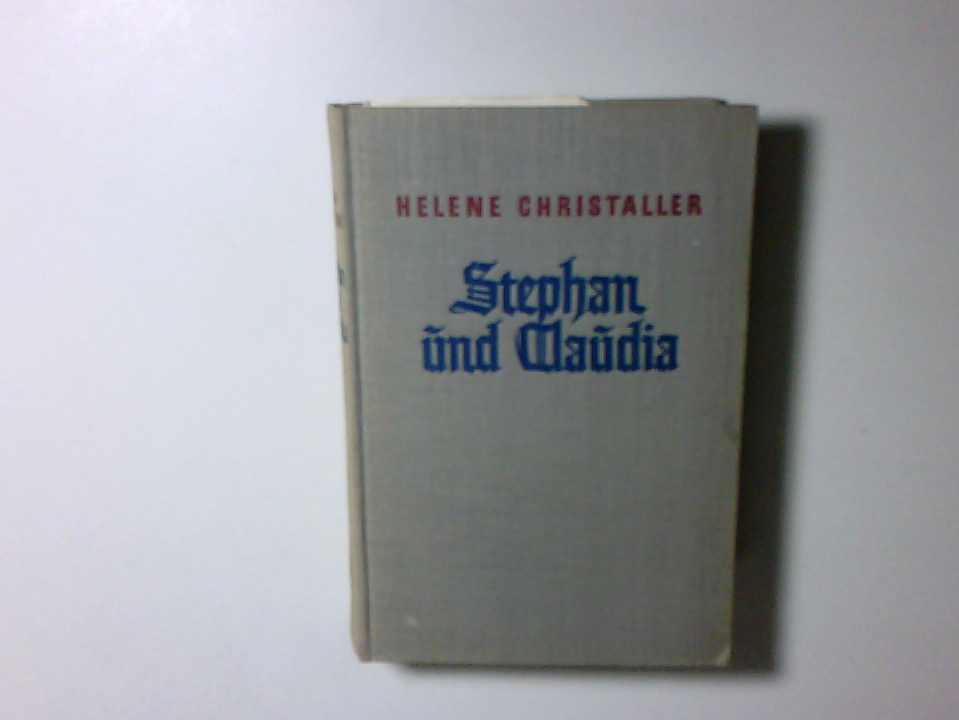 HELENE CHRISTALLER
Stephan
und Claudia